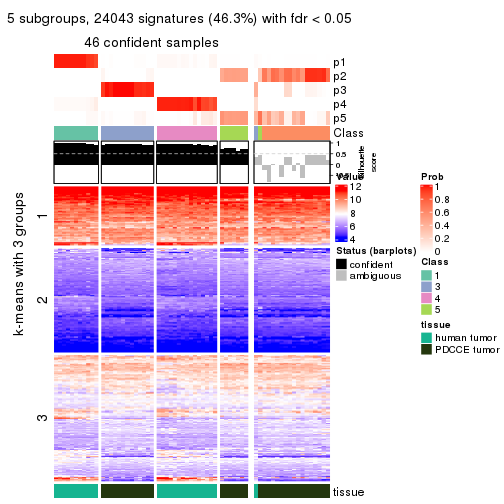 5 subgroups, 24043 signatures (46.3%) with fdr < 0.05
46 confident samples
p1
p2
p3
p4
p5
Class
1
0.5
0
Silhouette
score
k-means with 3 groups
1
2
3
tissue
Value
12
10
8
6
4
Status (barplots)
confident
ambiguous
Prob
1
0.8
0.6
0.4
0.2
0
Class
1
3
4
5
tissue
human tumor
PDCCE tumor